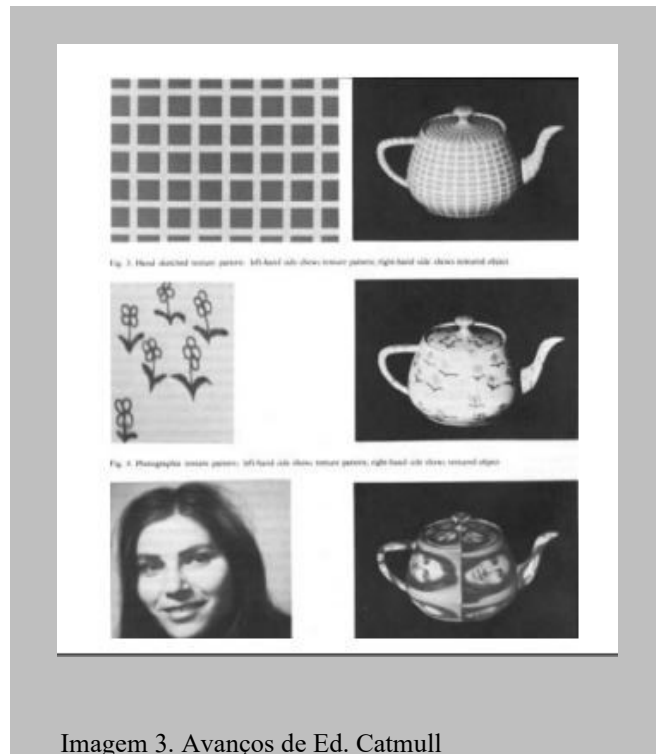 Fig. 3. Hand sketched texture pattern: left-hand side shows texture pattern; right-hand side shows textured object
Fig. 4. Photographic texture pattern: left-hand side shows texture pattern, right-hand side shows textured object
Imagem 3. Avanços de Ed. Catmull